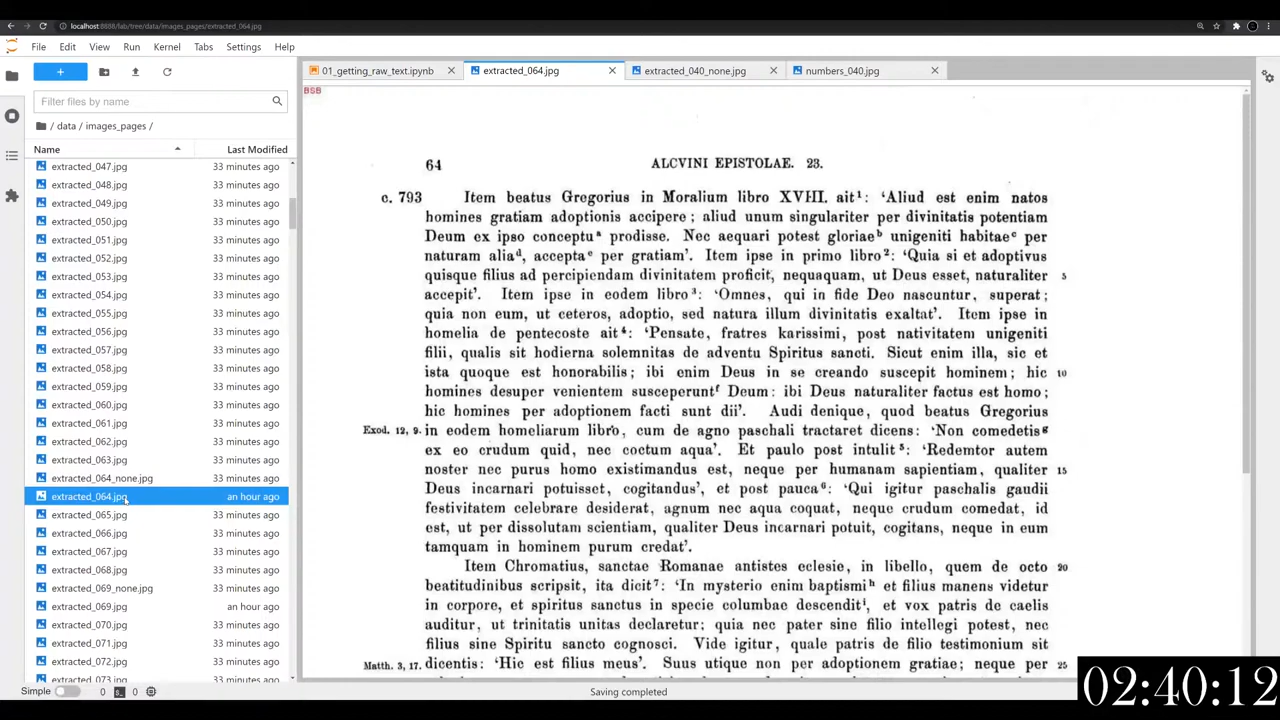 localhost:8888/lab/tree/data/images_pages/extracted_064.jpg
File Edit View Run Kernel Tabs Settings Help
01_getting_raw_text.ipynb extracted_064.jpg extracted_040_none.jpg numbers_040.jpg
Filter files by name
/ data / images_pages /
Name Last Modified
extracted_047.jpg 33 minutes ago
extracted_048.jpg 33 minutes ago
extracted_049.jpg 33 minutes ago
extracted_050.jpg 33 minutes ago
extracted_051.jpg 33 minutes ago
extracted_052.jpg 33 minutes ago
extracted_053.jpg 33 minutes ago
extracted_054.jpg 33 minutes ago
extracted_055.jpg 33 minutes ago
extracted_056.jpg 33 minutes ago
extracted_057.jpg 33 minutes ago
extracted_058.jpg 33 minutes ago
extracted_059.jpg 33 minutes ago
extracted_060.jpg 33 minutes ago
extracted_061.jpg 33 minutes ago
extracted_062.jpg 33 minutes ago
extracted_063.jpg 33 minutes ago
extracted_064_none.jpg 33 minutes ago
extracted_064.jpg an hour ago
extracted_065.jpg 33 minutes ago
extracted_066.jpg 33 minutes ago
extracted_067.jpg 33 minutes ago
extracted_068.jpg 33 minutes ago
extracted_069_none.jpg 33 minutes ago
extracted_069.jpg an hour ago
extracted_070.jpg 33 minutes ago
extracted_071.jpg 33 minutes ago
extracted_072.jpg 33 minutes ago
extracted_073.jpg 33 minutes ago
BSB
64 ALCVINI EPISTOLAE. 23.
c. 793 Item beatus Gregorius in Moralium libro XVIII. ait¹: ‘Aliud est enim natos
homines gratiam adoptionis accipere; aliud unum singulariter per divinitatis potentiam
Deum ex ipso conceptuᵃ prodisse. Nec aequari potest gloriaeᵇ unigeniti habitaeᶜ per
naturam aliaᵈ, acceptaᵉ per gratiam’. Item ipse in primo libro²: ‘Quia si et adoptivus
quisque filius ad percipiendam divinitatem proficit, nequaquam, ut Deus esset, naturaliter 5
accepit’. Item ipse in eodem libro³: ‘Omnes, qui in fide Deo nascuntur, superat;
quia non eum, ut ceteros, adoptio, sed natura illum divinitatis exaltat’. Item ipse in
homelia de pentecoste ait⁴: ‘Pensate, fratres karissimi, post nativitatem unigeniti
filii, qualis sit hodierna solemnitas de adventu Spiritus sancti. Sicut enim illa, sic et
ista quoque est honorabilis; ibi enim Deus in se creando suscepit hominem; hic 10
homines desuper venientem susceperuntᶠ Deum: ibi Deus naturaliter factus est homo;
hic homines per adoptionem facti sunt dii’. Audi denique, quod beatus Gregorius
Exod. 12, 9. in eodem homeliarum libro, cum de agno paschali tractaret dicens: ‘Non comedetisᵍ
ex eo crudum quid, nec coctum aqua’. Et paulo post intulit⁵: ‘Redemtor autem
noster nec purus homo existimandus est, neque per humanam sapientiam, qualiter 15
Deus incarnari potuisset, cogitandus’, et post pauca⁶: ‘Qui igitur paschalis gaudii
festivitatem celebrare desiderat, agnum nec aqua coquat, neque crudum comedat, id
est, ut per dissolutam scientiam, qualiter Deus incarnari potuit, cogitans, neque in eum
tamquam in hominem purum credat’.
Item Chromatius, sanctae Romanae antistes eclesie, in libello, quem de octo 20
beatitudinibus scripsit, ita dicit⁷: ‘In mysterio enim baptismiʰ et filius manens videtur
in corpore, et spiritus sanctus in specie columbae descenditⁱ, et vox patris de caelis
auditur, ut trinitatis unitas declaretur; quia nec pater sine filio intellegi potest, nec
filius sine Spiritu sancto cognosci. Vide igitur, quale patris de filio testimonium sit
Matth. 3, 17. dicentis: ‘Hic est filius meus’. Suus utique non per adoptionem gratiae; neque per 25
Simple 0 0 Saving completed
02:40:12